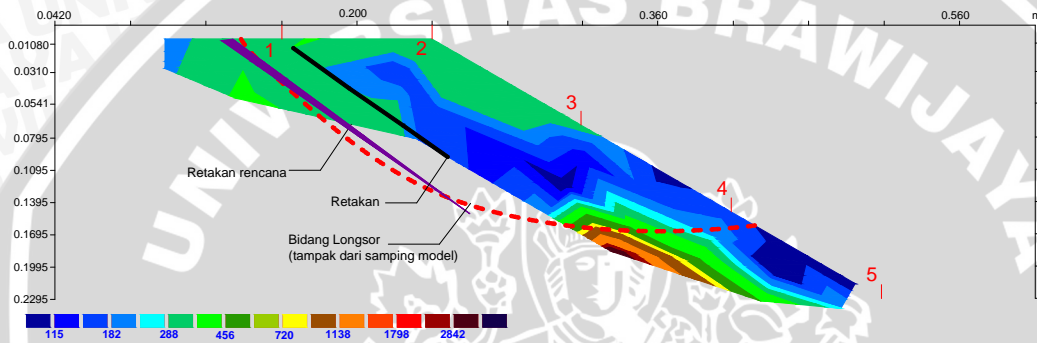 0.0420 0.200 0.360 0.560 m
UNIVERSITAS BRAWIJAYA
0.01080
0.0310
0.0541
0.0795
0.1095
0.1395
0.1695
0.1995
0.2295
1
2
3
4
5
Retakan rencana
Retakan
Bidang Longsor
(tampak dari samping model)
115 182 288 456 720 1138 1798 2842